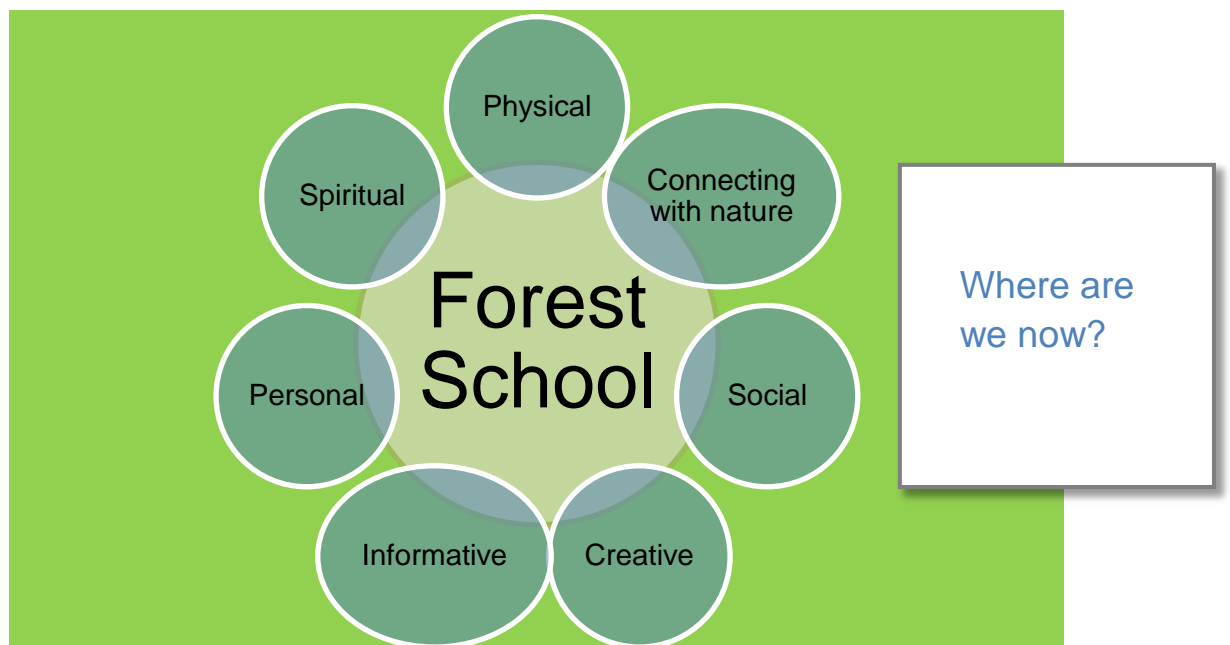 Physical
Connecting
with nature
Spiritual
Forest
School
Where are
we now?
Personal
Social
Informative
Creative